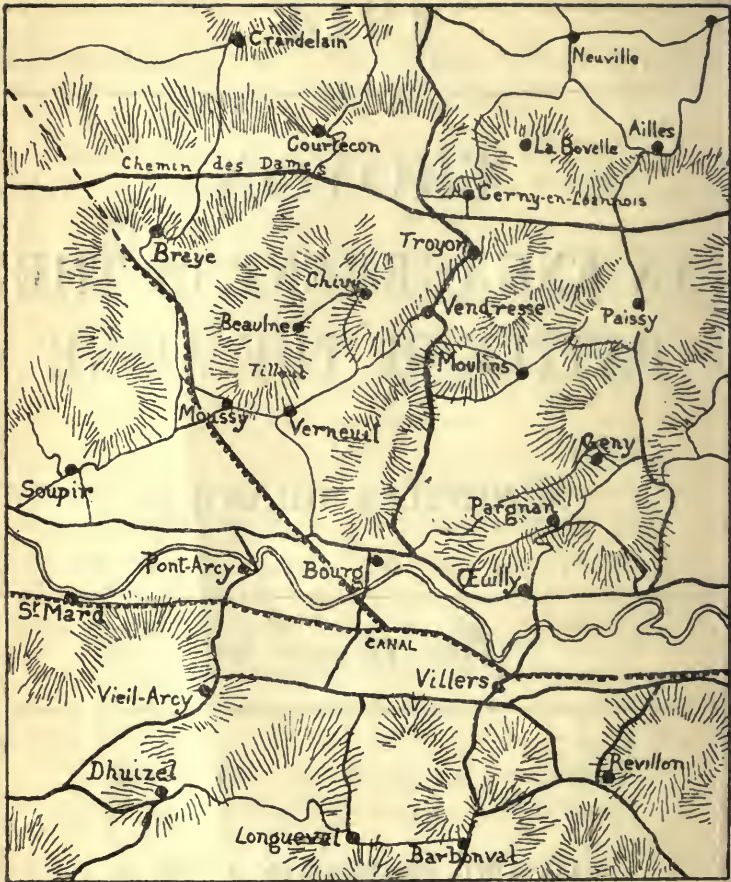 Crandelain
Neuville
Courtecon
La Bovelle
Ailles
Chemin des Dames
Cerny-en-Loannois
Breye
Troyon
Chivy
Beaulne
Vendresse
Paissy
Tilleul
Moulins
Moussy
Verneuil
Geny
Soupir
Pargnan
Pont-Arcy
Bourg
Œuilly
St Mard
CANAL
Villers
Vieil-Arcy
Revillon
Dhuizel
Longueval
Barbonval